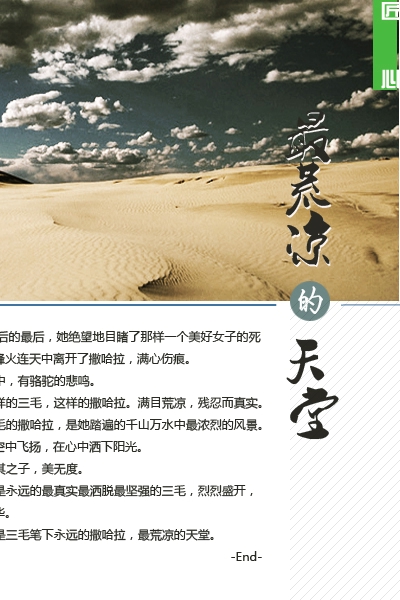 匠
心
最荒凉
的
天堂
后的最后，她绝望地目睹了那样一个美好女子的死
烽火连天中离开了撒哈拉，满心伤痕。
中，有骆驼的悲鸣。
样的三毛，这样的撒哈拉。满目荒凉，残忍而真实。
毛的撒哈拉，是她踏遍的千山万水中最浓烈的风景。
空中飞扬，在心中洒下阳光。
其之子，美无度。
是永远的最真实最洒脱最坚强的三毛，烈烈盛开，
华。
是三毛笔下永远的撒哈拉，最荒凉的天堂。
-End-